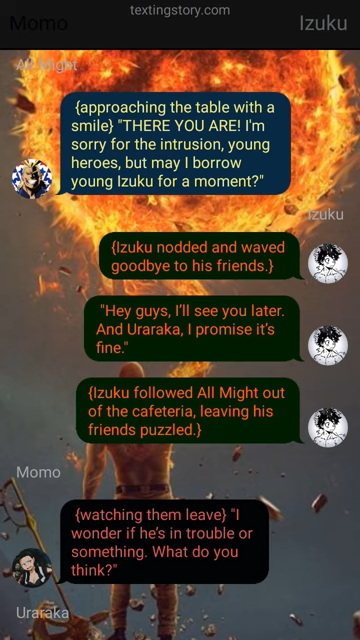 textingstory.com
Momo
Izuku
All Might
{approaching the table with a
smile} "THERE YOU ARE! I'm
sorry for the intrusion, young
heroes, but may I borrow
young Izuku for a moment?"
Izuku
{Izuku nodded and waved
goodbye to his friends.}
"Hey guys, I’ll see you later.
And Uraraka, I promise it’s
fine."
{Izuku followed All Might out
of the cafeteria, leaving his
friends puzzled.}
Momo
{watching them leave} "I
wonder if he’s in trouble or
something. What do you
think?"
Uraraka